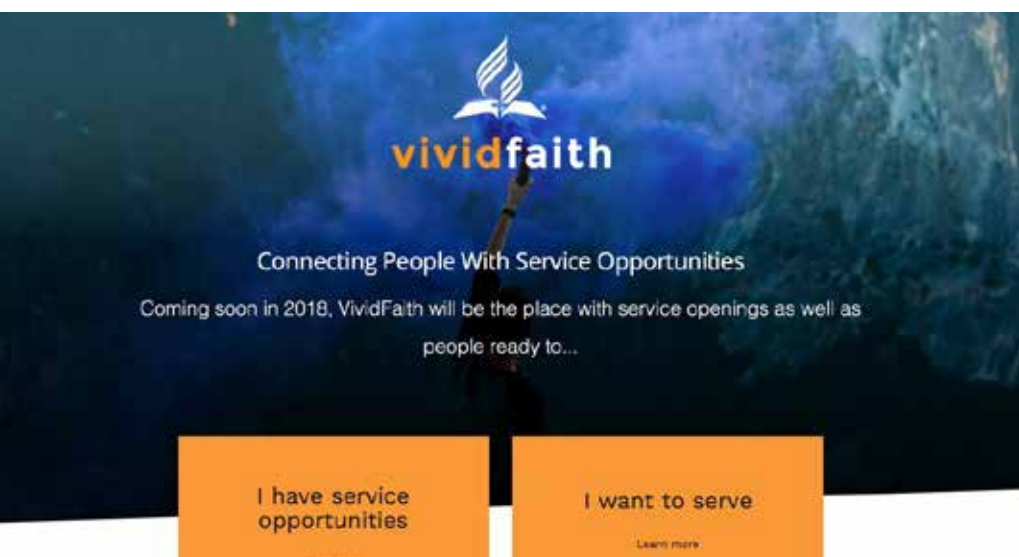 vividfaith
Connecting People With Service Opportunities
Coming soon in 2018, VividFaith will be the place with service openings as well as
people ready to...
I have service
opportunities
I want to serve
Learn more